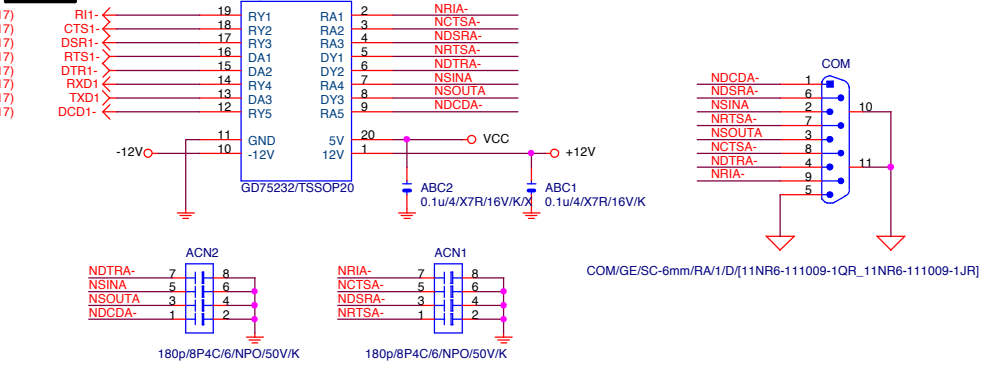 17) RI1- 19 RY1 RA1 2 NRIA-
17) CTS1- 18 RY2 RA2 3 NCTSA-
17) DSR1- 17 RY3 RA3 4 NDSRA-
17) RTS1- 16 DA1 DY1 5 NRTSA-
17) DTR1- 15 DA2 DY2 6 NDTRA-
17) RXD1 14 RY4 RA4 7 NSINA
17) TXD1 13 DA3 DY3 8 NSOUTA
17) DCD1- 12 RY5 RA5 9 NDCDA-
11 GND 5V 20 VCC
-12V 10 -12V 12V 1 +12V
GD75232/TSSOP20
ABC2
0.1u/4/X7R/16V/K/X
ABC1
0.1u/4/X7R/16V/K
COM
NDCDA- 1
NDSRA- 6
NSINA 2 10
NRTSA- 7
NSOUTA 3
NCTSA- 8
NDTRA- 4 11
NRIA- 9
5
COM/GE/SC-6mm/RA/1/D/[11NR6-111009-1QR_11NR6-111009-1JR]
ACN2
NDTRA- 7 8
NSINA 5 6
NSOUTA 3 4
NDCDA- 1 2
180p/8P4C/6/NPO/50V/K
ACN1
NRIA- 7 8
NCTSA- 5 6
NDSRA- 3 4
NRTSA- 1 2
180p/8P4C/6/NPO/50V/K